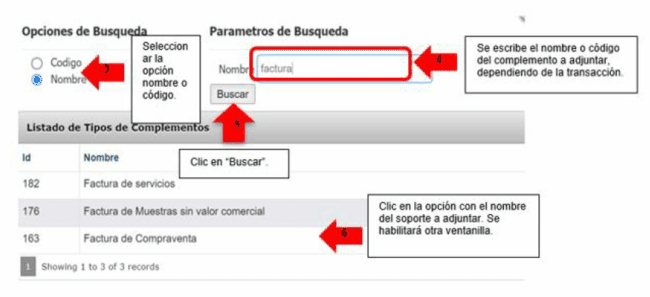 Opciones de Busqueda
Parametros de Busqueda
Codigo
Nombre
Seleccion
ar la
opción
nombre o
código.
Nombre
factura
Buscar
Se escribe el nombre o código
del complemento a adjuntar,
dependiendo de la transacción.
Listado de Tipos de Complementos
Clic en "Buscar".
Id Nombre
182 Factura de servicios
176 Factura de Muestras sin valor comercial
163 Factura de Compraventa
6
Clic en la opción con el nombre
del soporte a adjuntar. Se
habilitará otra ventanilla.
1 Showing 1 to 3 of 3 records